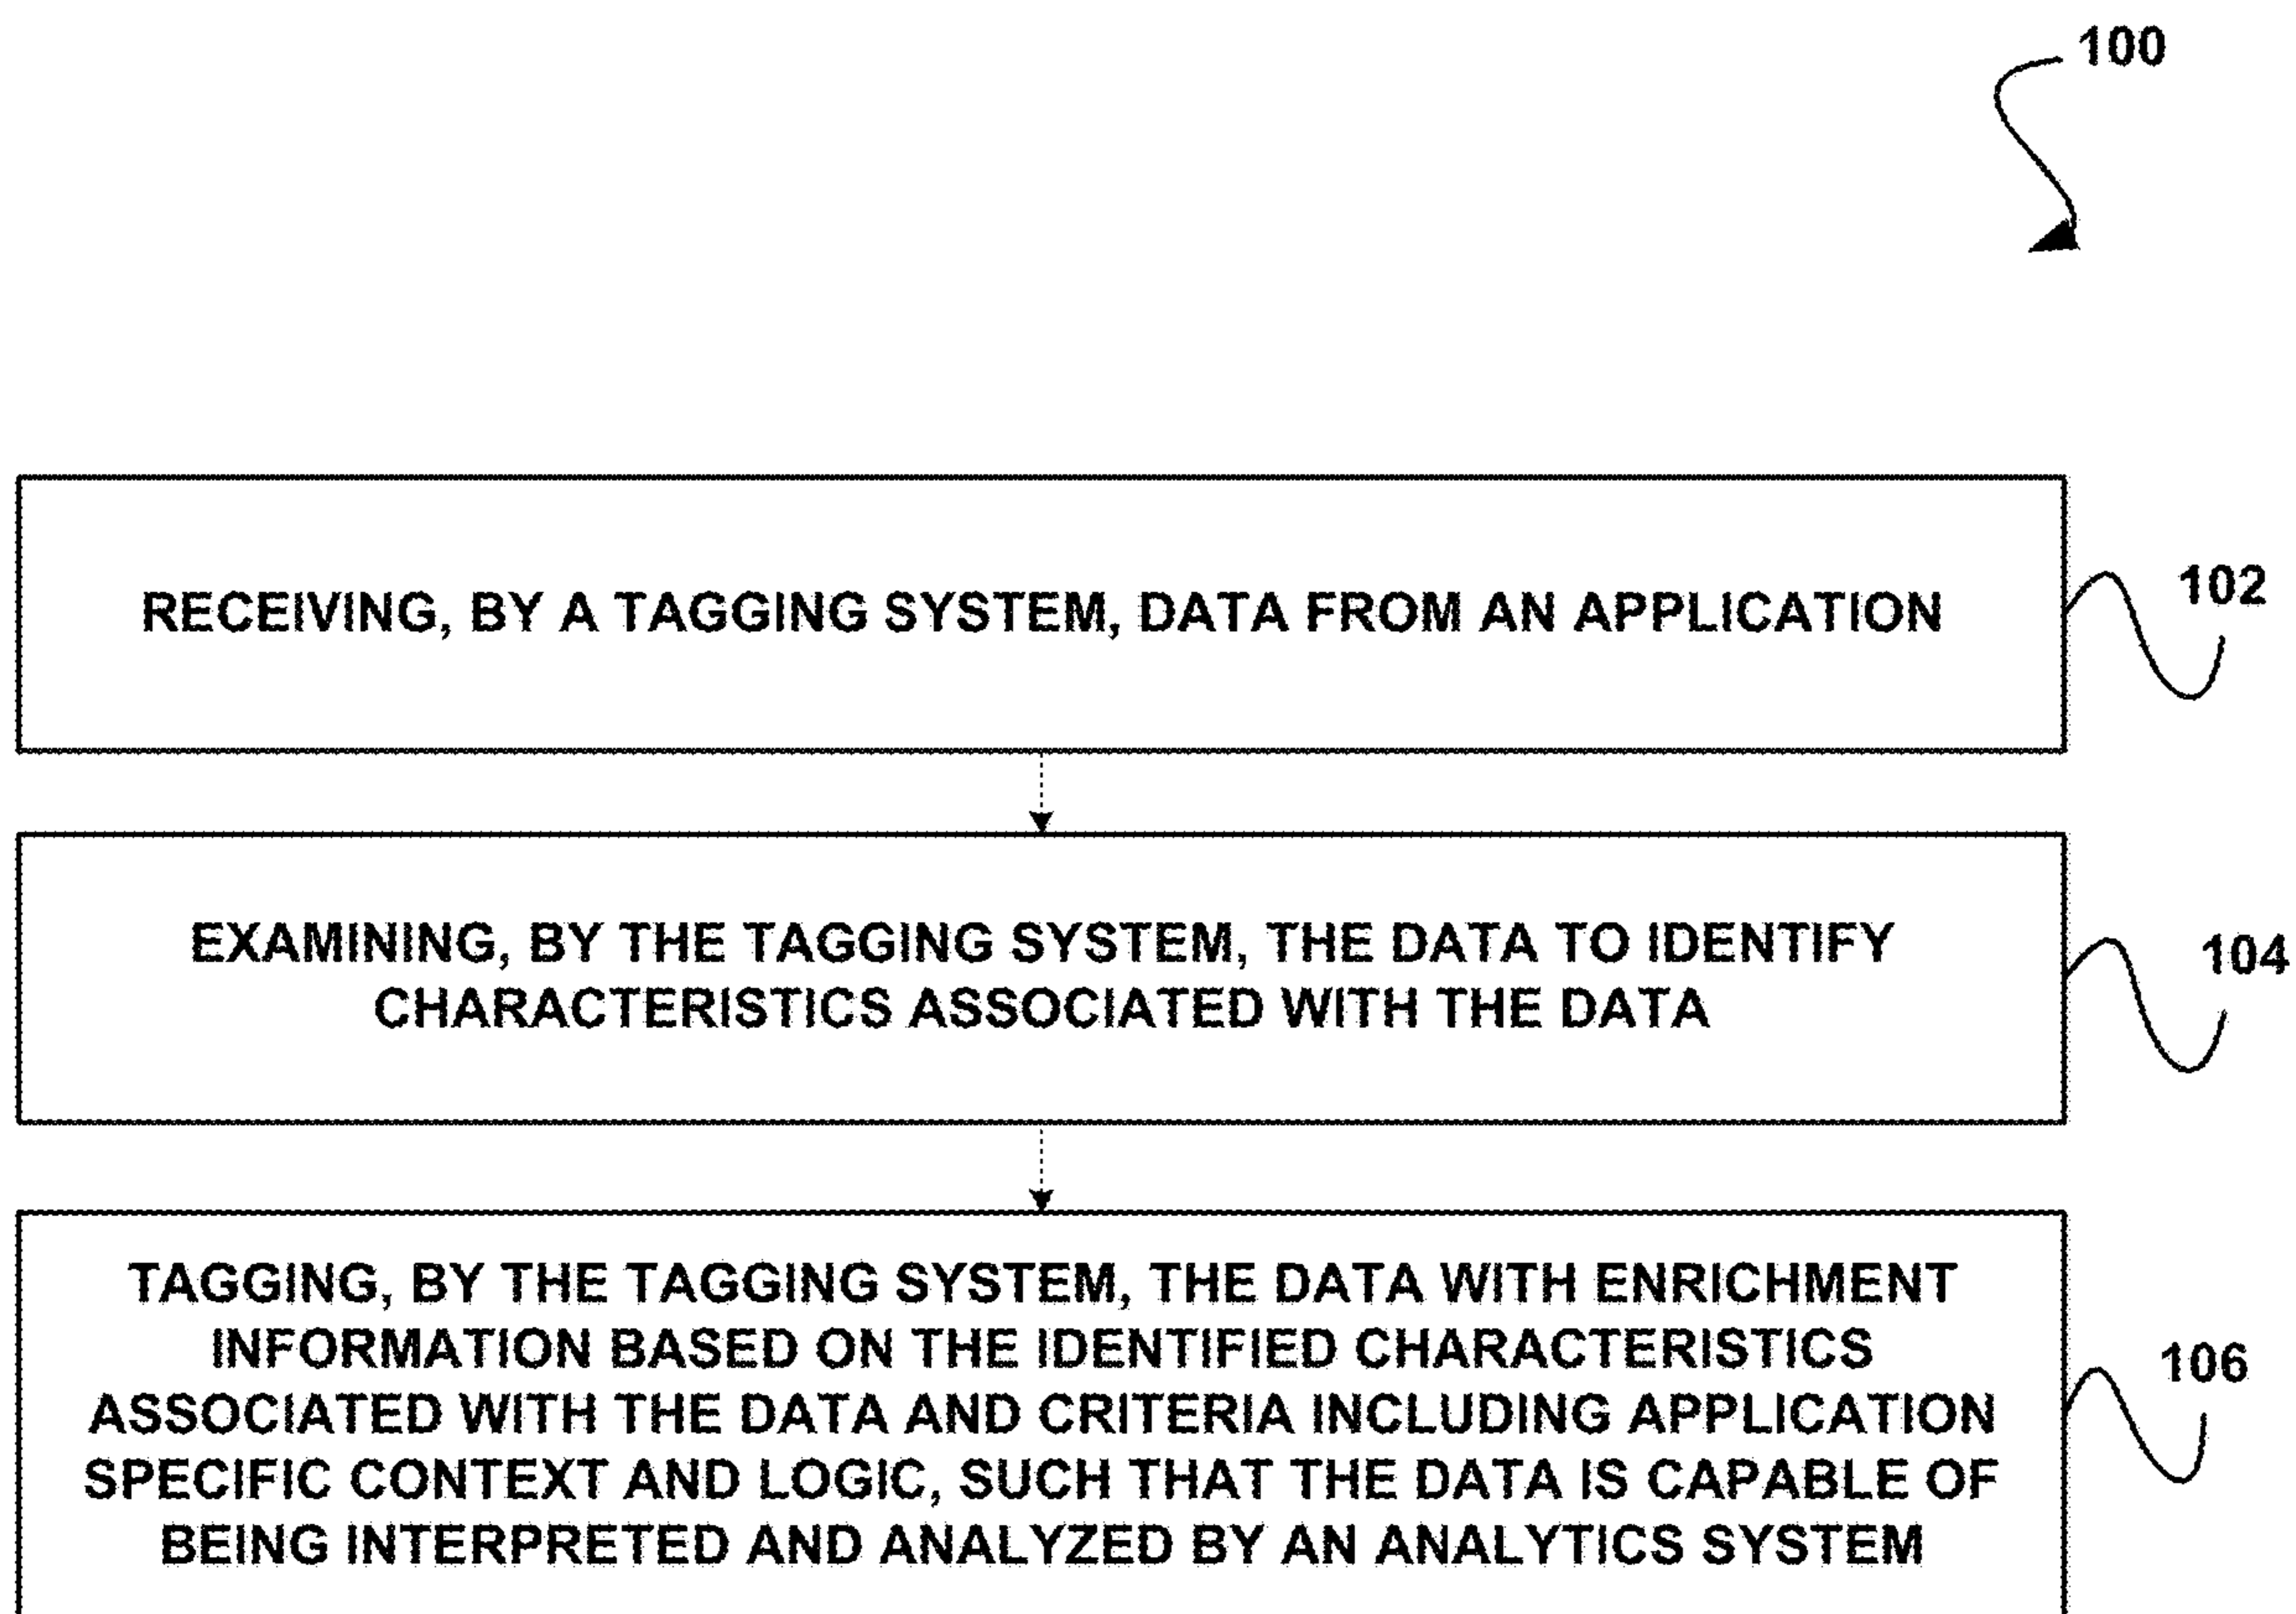 100
RECEIVING, BY A TAGGING SYSTEM, DATA FROM AN APPLICATION
102
EXAMINING, BY THE TAGGING SYSTEM, THE DATA TO IDENTIFY
CHARACTERISTICS ASSOCIATED WITH THE DATA
104
TAGGING, BY THE TAGGING SYSTEM, THE DATA WITH ENRICHMENT
INFORMATION BASED ON THE IDENTIFIED CHARACTERISTICS
ASSOCIATED WITH THE DATA AND CRITERIA INCLUDING APPLICATION
SPECIFIC CONTEXT AND LOGIC, SUCH THAT THE DATA IS CAPABLE OF
BEING INTERPRETED AND ANALYZED BY AN ANALYTICS SYSTEM
106